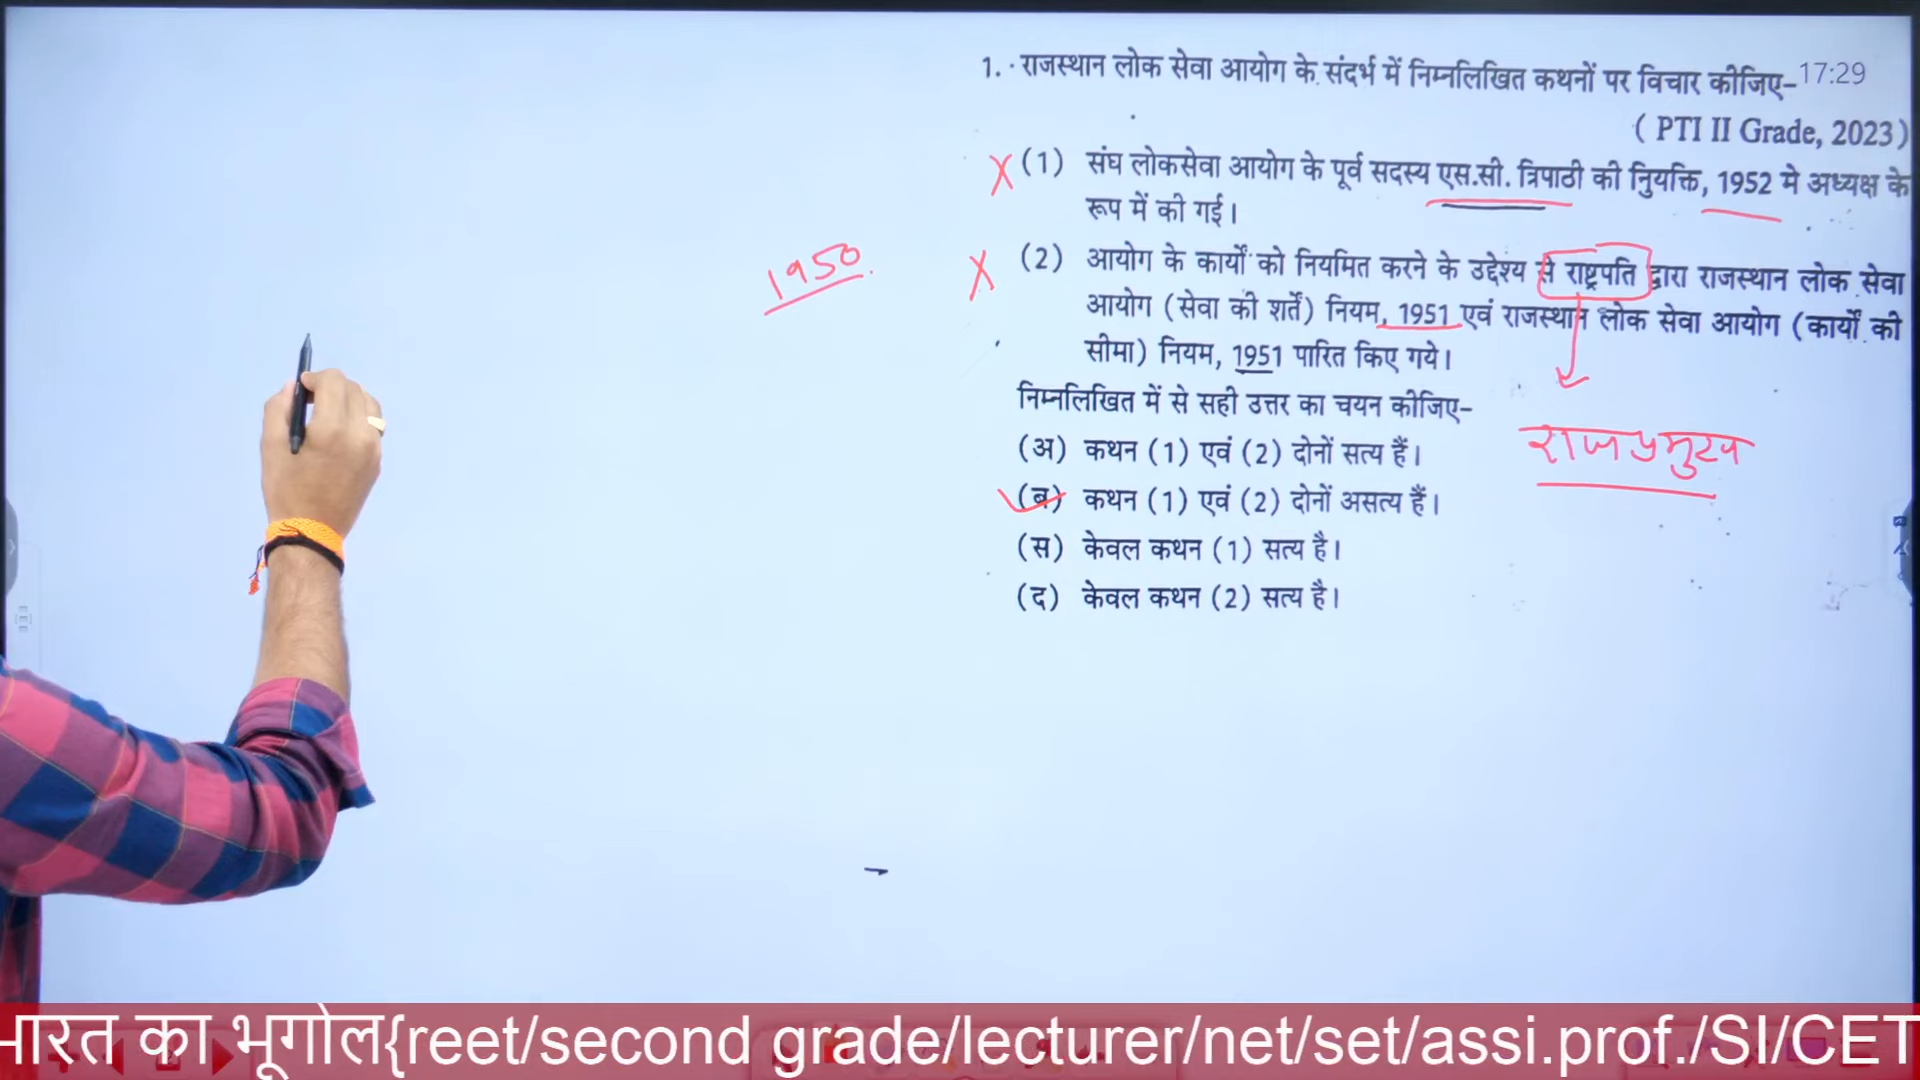 1. राजस्थान लोक सेवा आयोग के संदर्भ में निम्नलिखित कथनों पर विचार कीजिए–
17:29
( PTI II Grade, 2023)
X (1) संघ लोकसेवा आयोग के पूर्व सदस्य एस.सी. त्रिपाठी की नियुक्ति, 1952 मे अध्यक्ष के
रूप में की गई।
1950
X (2) आयोग के कार्यों को नियमित करने के उद्देश्य से राष्ट्रपति द्वारा राजस्थान लोक सेवा
आयोग (सेवा की शर्तें) नियम, 1951 एवं राजस्थान लोक सेवा आयोग (कार्यों की
सीमा) नियम, 1951 पारित किए गये।
निम्नलिखित में से सही उत्तर का चयन कीजिए–
राजप्रमुख
(अ) कथन (1) एवं (2) दोनों सत्य हैं।
(ब) कथन (1) एवं (2) दोनों असत्य हैं।
(स) केवल कथन (1) सत्य है।
(द) केवल कथन (2) सत्य है।
भारत का भूगोल{reet/second grade/lecturer/net/set/assi.prof./SI/CET